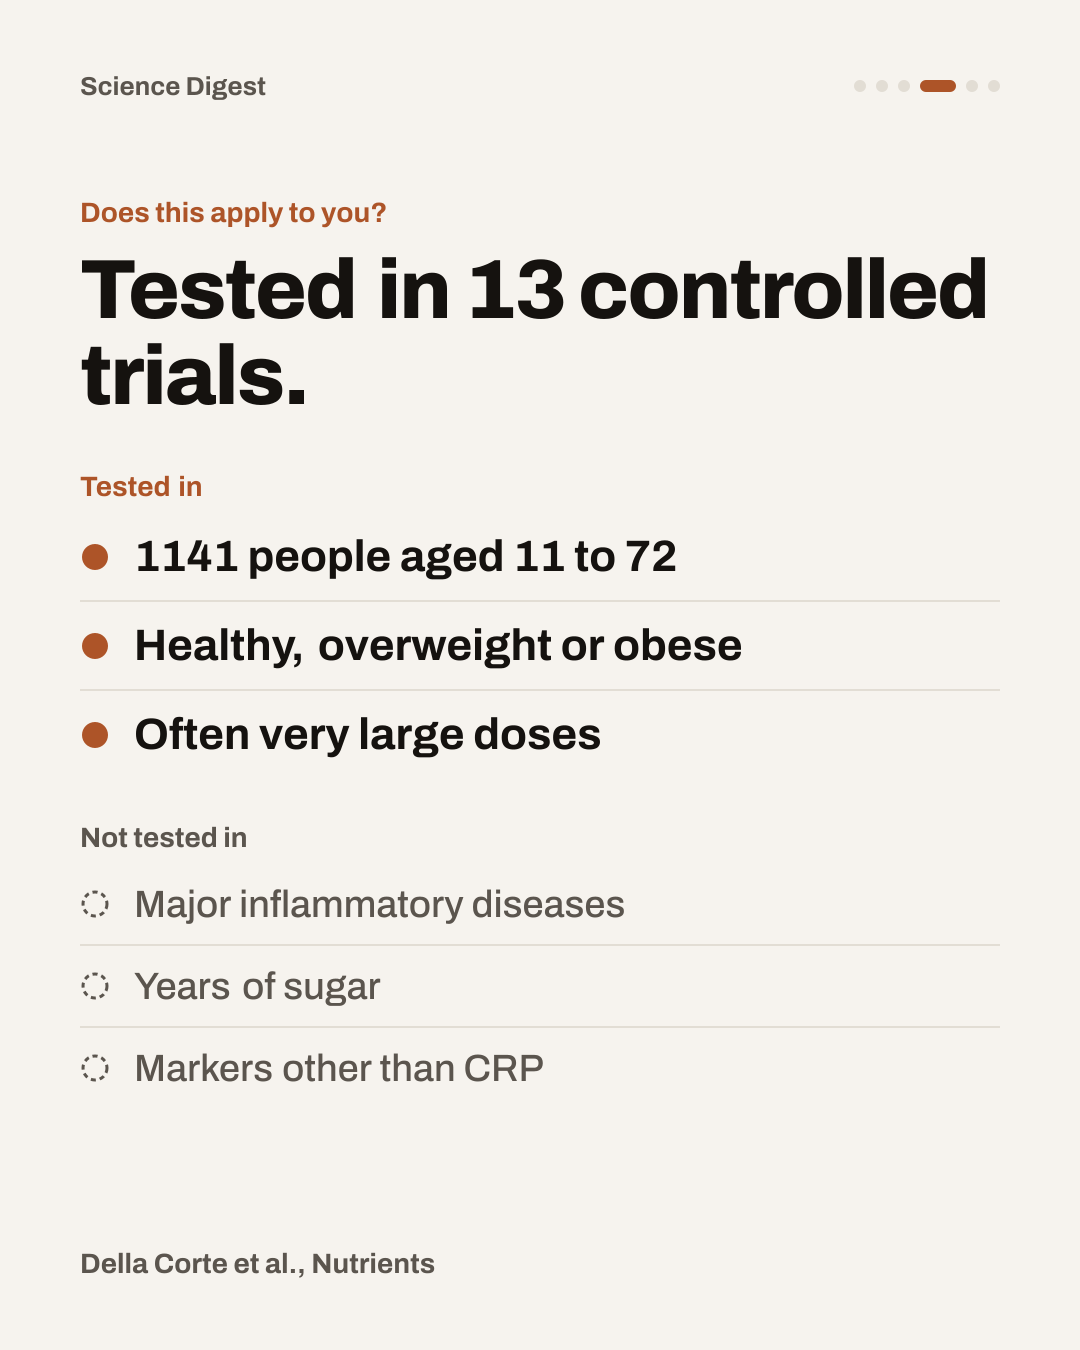 Science Digest
Does this apply to you?
Tested in 13 controlled
trials.
Tested in
1141 people aged 11 to 72
Healthy, overweight or obese
Often very large doses
Not tested in
Major inflammatory diseases
Years of sugar
Markers other than CRP
Della Corte et al., Nutrients